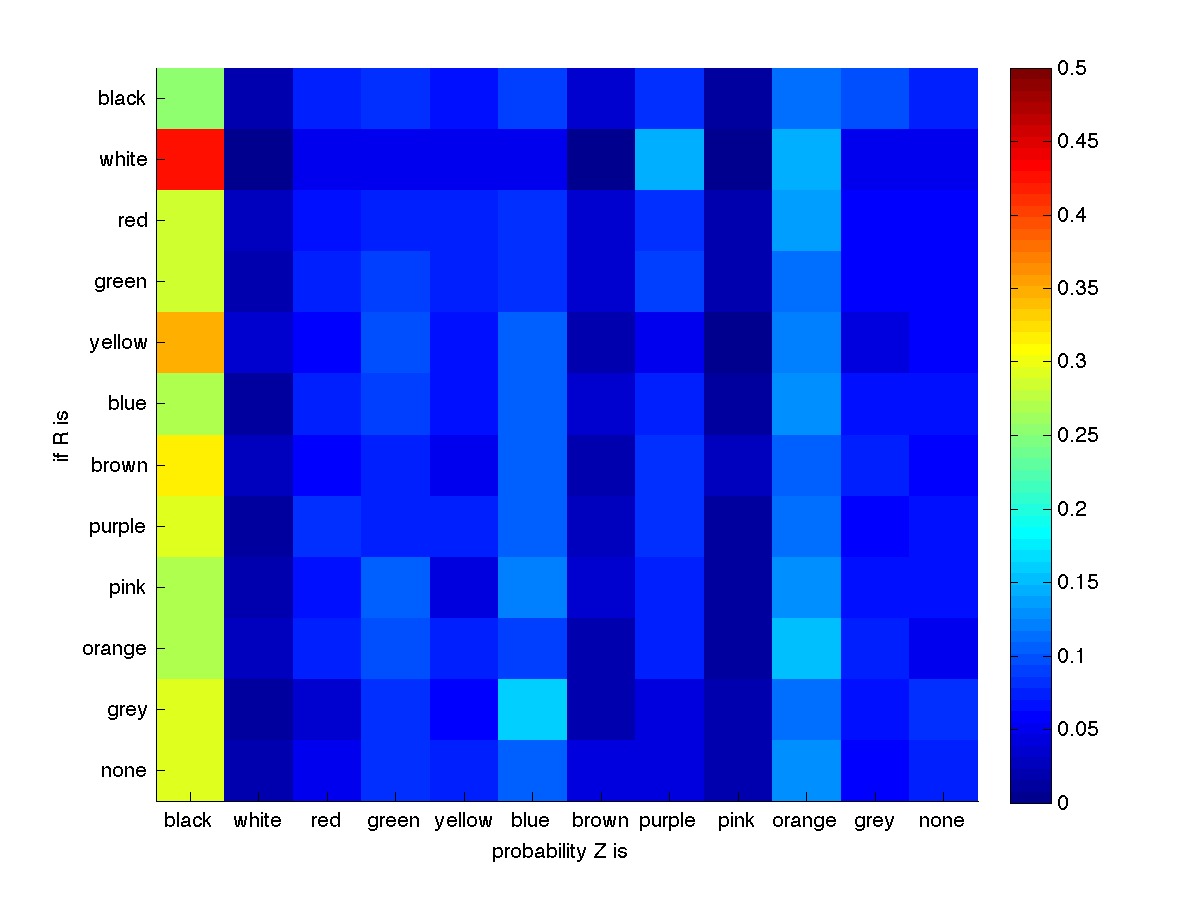 black
white
red
green
yellow
blue
brown
purple
pink
orange
grey
none
if R is
black white red green yellow blue brown purple pink orange grey none
probability Z is
0.5
0.45
0.4
0.35
0.3
0.25
0.2
0.15
0.1
0.05
0